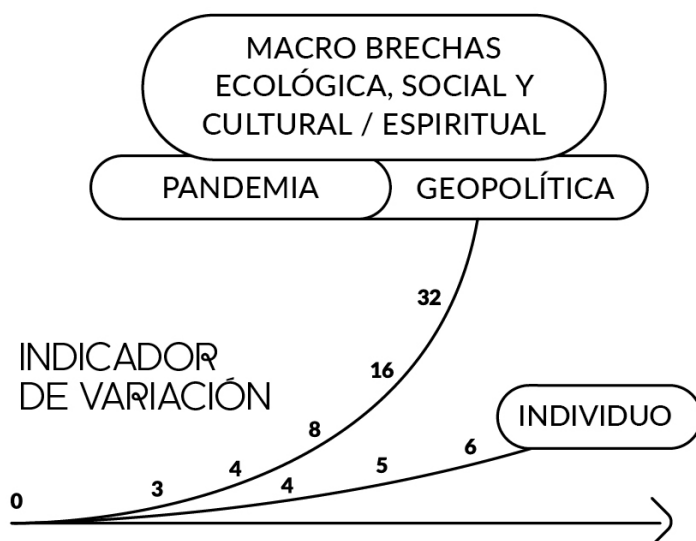 MACRO BRECHAS
ECOLÓGICA, SOCIAL Y
CULTURAL / ESPIRITUAL
PANDEMIA
GEOPOLÍTICA
32
INDICADOR
DE VARIACIÓN
16
8
INDIVIDUO
6
5
4
4
3
0